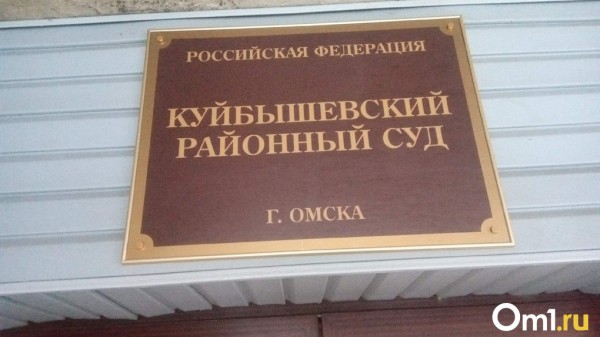 РОССИЙСКАЯ ФЕДЕРАЦИЯ
КУЙБЫШЕВСКИЙ
РАЙОННЫЙ СУД
Г. ОМСКА
Om1.ru